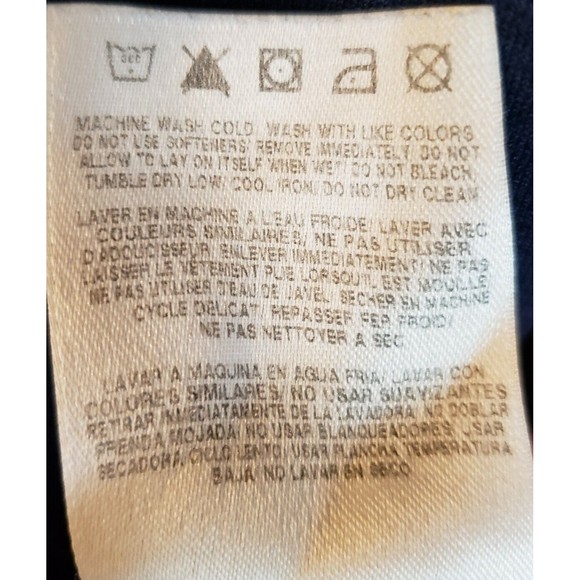 30C
MACHINE WASH COLD, WASH WITH LIKE COLORS
DO NOT USE SOFTENERS/ REMOVE IMMEDIATELY, DO NOT
ALLOW TO LAY ON ITSELF WHEN WET/ DO NOT BLEACH,
TUMBLE DRY LOW, COOL IRON, DO NOT DRY CLEAN
LAVER EN MACHINE A L'EAU FROIDE/ LAVER AVEC
COULEURS SIMILAIRES/ NE PAS UTILISER
D'ADOUCISSEUR, ENLEVER IMMEDIATEMENT/ NE PAS
LAISSER LE VETEMENT PLIE LORSQU'IL EST MOUILLE,
NE PAS UTILISER D'EAU DE JAVEL/ SECHER EN MACHINE
CYCLE DELICAT/ REPASSER FER FROID/
NE PAS NETTOYER A SEC
LAVAR A MAQUINA EN AGUA FRIA/ LAVAR CON
COLORES SIMILARES/ NO USAR SUAVIZANTES
RETIRAR IMMEDIATAMENTE DE LA LAVADORA/ NO DOBLAR
PRENDA MOJADA/ NO USAR BLANQUEADORES, USAR
SECADORA, CICLO LENTO/ USAR PLANCHA TEMPERATURA
BAJA/ NO LAVAR EN SECO